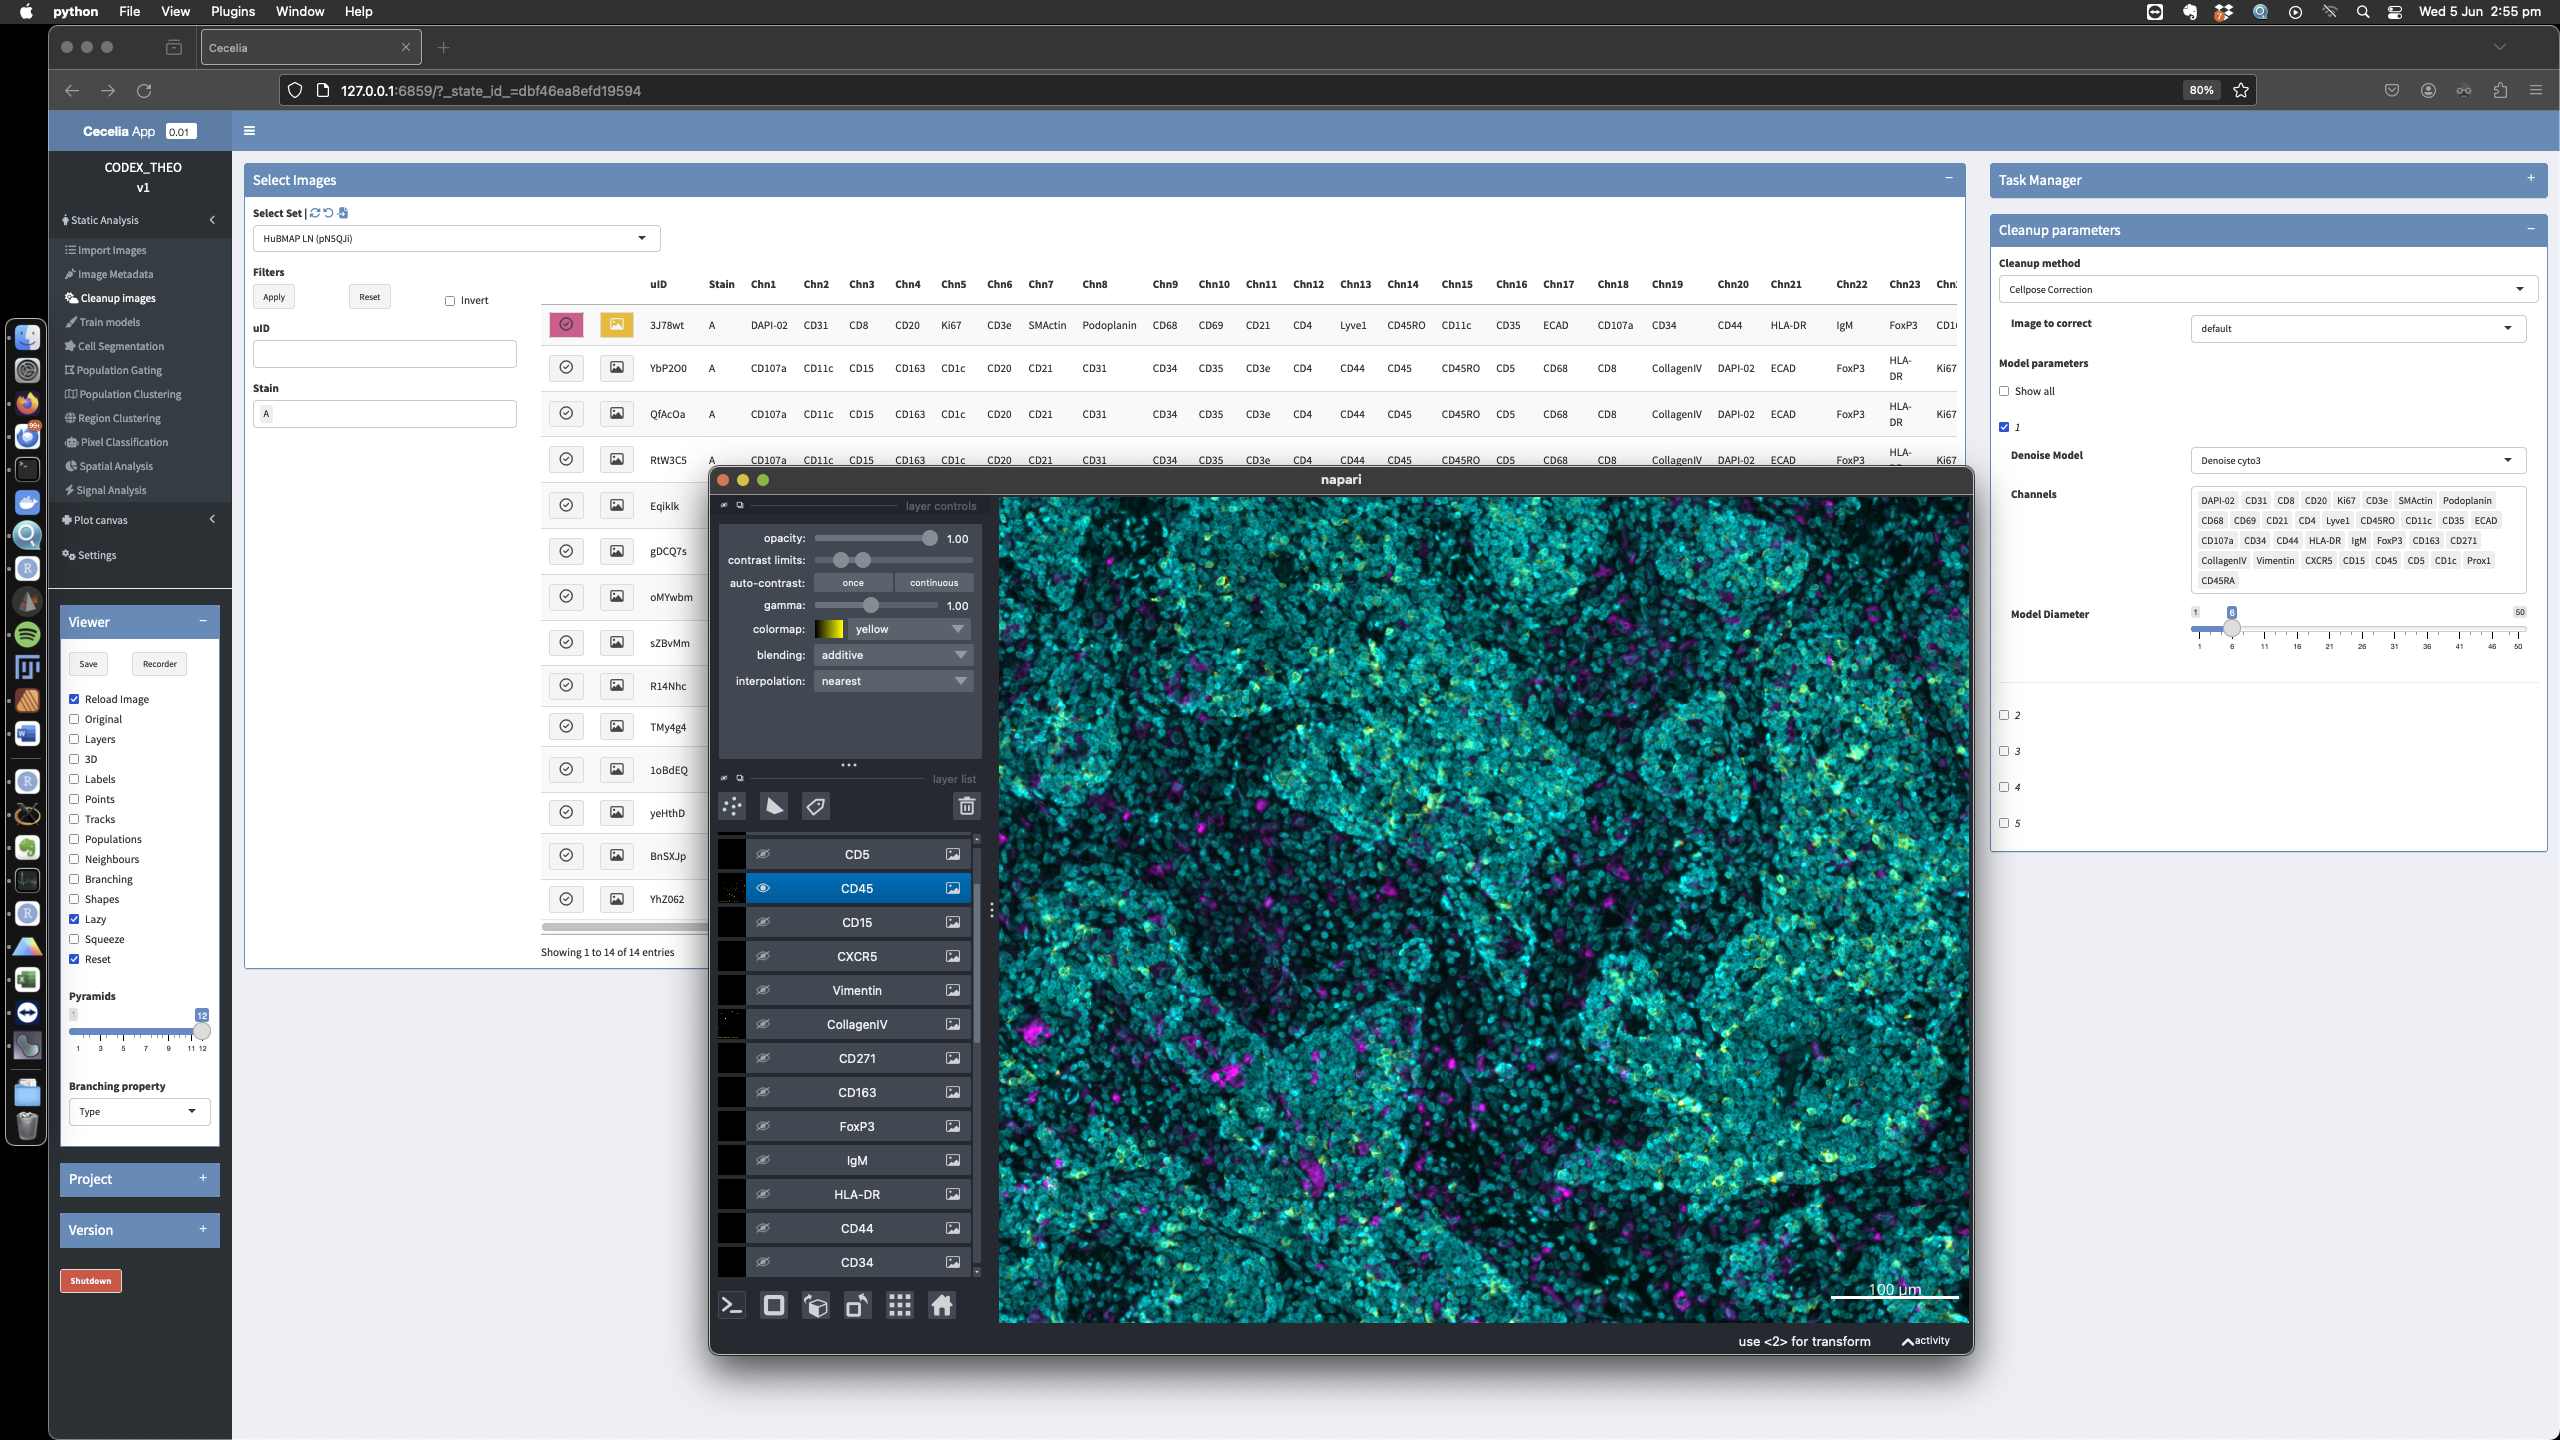 python File View Plugins Window Help
7
Wed 5 Jun 2:55 pm
Cecelia
127.0.0.1:6859/?_state_id_=dbf46ea8efd19594
80%
Cecelia App 0.01
CODEX_THEO
v1
Static Analysis
Import Images
Image Metadata
Cleanup images
Train models
Cell Segmentation
Population Gating
Population Clustering
Region Clustering
Pixel Classification
Spatial Analysis
Signal Analysis
Plot canvas
Settings
Viewer
Save Recorder
Reload Image
Original
Layers
3D
Labels
Points
Tracks
Populations
Neighbours
Branching
Shapes
Lazy
Squeeze
Reset
Pyramids
1 12
1 3 5 7 9 11 12
Branching property
Type
Project
Version
Shutdown
Select Images
Select Set |
HuBMAP LN (pN5QJi)
Filters
Apply Reset Invert
uID
Stain
A
uID Stain Chn1 Chn2 Chn3 Chn4 Chn5 Chn6 Chn7 Chn8 Chn9 Chn10 Chn11 Chn12 Chn13 Chn14 Chn15 Chn16 Chn17 Chn18 Chn19 Chn20 Chn21 Chn22 Chn23 Chn
3J78wt A DAPI-02 CD31 CD8 CD20 Ki67 CD3e SMActin Podoplanin CD68 CD69 CD21 CD4 Lyve1 CD45RO CD11c CD35 ECAD CD107a CD34 CD44 HLA-DR IgM FoxP3
YbP2O0 A CD107a CD11c CD15 CD163 CD1c CD20 CD21 CD31 CD34 CD35 CD3e CD4 CD44 CD45 CD45RO CD5 CD68 CD8 CollagenIV DAPI-02 ECAD FoxP3 HLA-DR Ki67
QfAcOa A CD107a CD11c CD15 CD163 CD1c CD20 CD21 CD31 CD34 CD35 CD3e CD4 CD44 CD45 CD45RO CD5 CD68 CD8 CollagenIV DAPI-02 ECAD FoxP3 HLA-DR Ki67
RtW3C5 A CD107a CD11c CD15 CD163 CD1c CD20 CD21 CD31 CD34 CD35 CD3e CD4 CD44 CD45 CD45RO CD5 CD68 CD8 CollagenIV DAPI-02 ECAD FoxP3 HLA- Ki67
Eqiklk
gDCQ7s
oMYwbm
sZBvMm
R14Nhc
TMy4g4
1oBdEQ
yeHthD
BnSXJp
YhZ062
Showing 1 to 14 of 14 entries
napari
layer controls
opacity: 1.00
contrast limits:
auto-contrast: once continuous
gamma: 1.00
colormap: yellow
blending: additive
interpolation: nearest
layer list
CD5
CD45
CD15
CXCR5
Vimentin
CollagenIV
CD271
CD163
FoxP3
IgM
HLA-DR
CD44
CD34
100 µm
use <2> for transform activity
Task Manager
Cleanup parameters
Cleanup method
Cellpose Correction
Image to correct default
Model parameters
Show all
1
Denoise Model Denoise cyto3
Channels DAPI-02 CD31 CD8 CD20 Ki67 CD3e SMActin Podoplanin
CD68 CD69 CD21 CD4 Lyve1 CD45RO CD11c CD35 ECAD
CD107a CD34 CD44 HLA-DR IgM FoxP3 CD163 CD271
CollagenIV Vimentin CXCR5 CD15 CD45 CD5 CD1c Prox1
CD45RA
Model Diameter 1 6 50
1 6 11 16 21 26 31 36 41 46 50
2
3
4
5